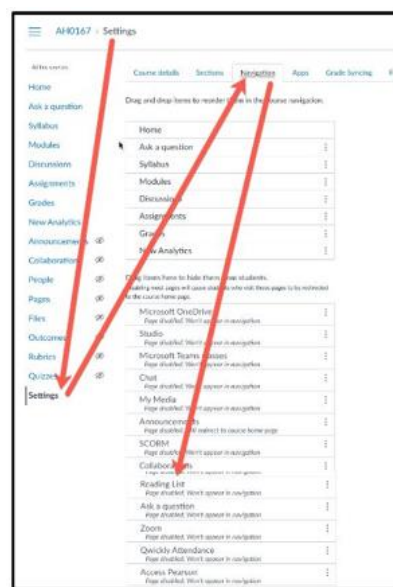 AH0167 › Settings
Home
Ask a question
Syllabus
Modules
Discussions
Assignments
Grades
New Analytics
Announcements
Collaborations
People
Pages
Files
Outcomes
Rubrics
Quizzes
Settings
Course details Sections Navigation Apps Grade Syncing
Drag and drop items to reorder them in the course navigation.
Home
Ask a question
Syllabus
Modules
Discussions
Assignments
Grades
New Analytics
Drag items here to hide them from students.
Disabling most pages will cause students who visit those pages to be redirected
to the course home page.
Microsoft OneDrive
Page disabled. Won't appear in navigation
Studio
Page disabled. Won't appear in navigation
Microsoft Teams classes
Page disabled. Won't appear in navigation
Chat
Page disabled. Won't appear in navigation
My Media
Page disabled. Won't appear in navigation
Announcements
Page disabled. Will redirect to course home page
SCORM
Page disabled. Won't appear in navigation
Collaborations
Reading List
Page disabled. Won't appear in navigation
Ask a question
Page disabled. Won't appear in navigation
Zoom
Page disabled. Won't appear in navigation
Qwickly Attendance
Page disabled. Won't appear in navigation
Access Pearson
Page disabled. Won't appear in navigation